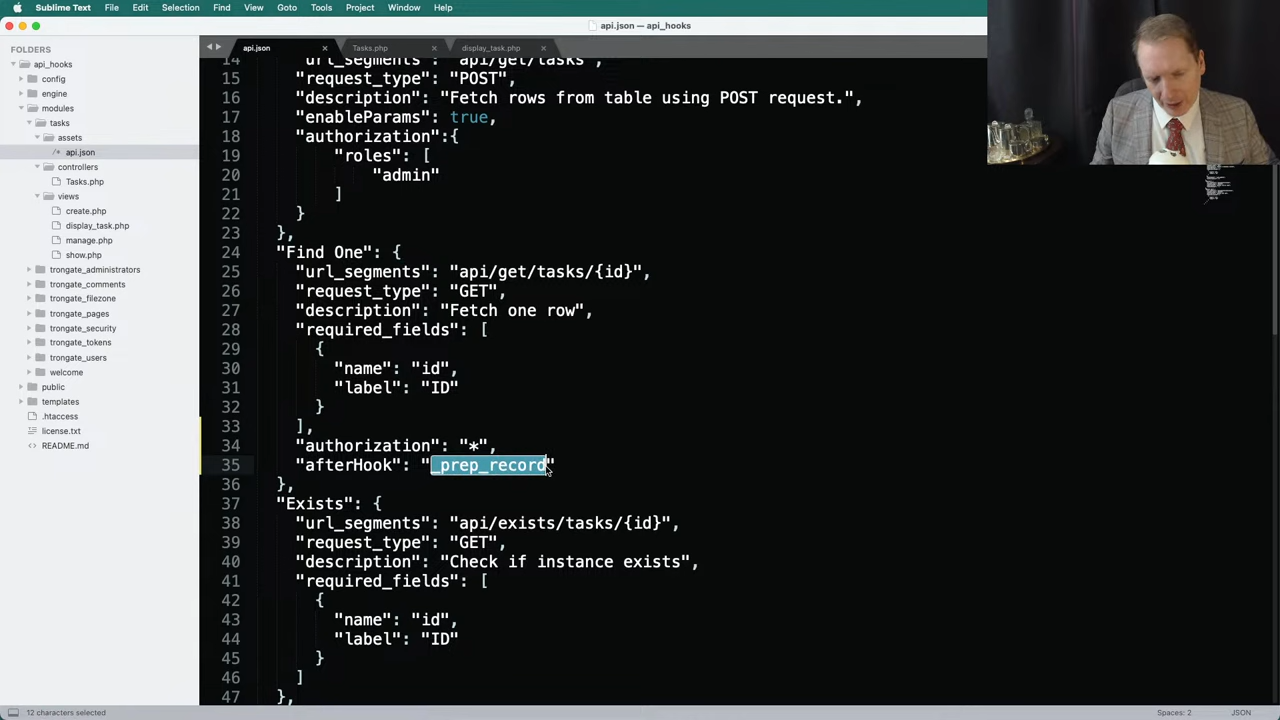 Sublime Text File Edit Selection Find View Goto Tools Project Window Help
api.json — api_hooks
FOLDERS
api_hooks
config
engine
modules
tasks
assets
api.json
controllers
Tasks.php
views
create.php
display_task.php
manage.php
show.php
trongate_administrators
trongate_comments
trongate_filezone
trongate_pages
trongate_security
trongate_tokens
trongate_users
welcome
public
templates
.htaccess
license.txt
README.md
api.json
Tasks.php
display_task.php
14 "url_segments": "api/get/tasks",
15 "request_type": "POST",
16 "description": "Fetch rows from table using POST request.",
17 "enableParams": true,
18 "authorization":{
19 "roles": [
20 "admin"
21 ]
22 }
23 },
24 "Find One": {
25 "url_segments": "api/get/tasks/{id}",
26 "request_type": "GET",
27 "description": "Fetch one row",
28 "required_fields": [
29 {
30 "name": "id",
31 "label": "ID"
32 }
33 ],
34 "authorization": "*",
35 "afterHook": "_prep_record"
36 },
37 "Exists": {
38 "url_segments": "api/exists/tasks/{id}",
39 "request_type": "GET",
40 "description": "Check if instance exists",
41 "required_fields": [
42 {
43 "name": "id",
44 "label": "ID"
45 }
46 ]
47 },
12 characters selected
Spaces: 2
JSON